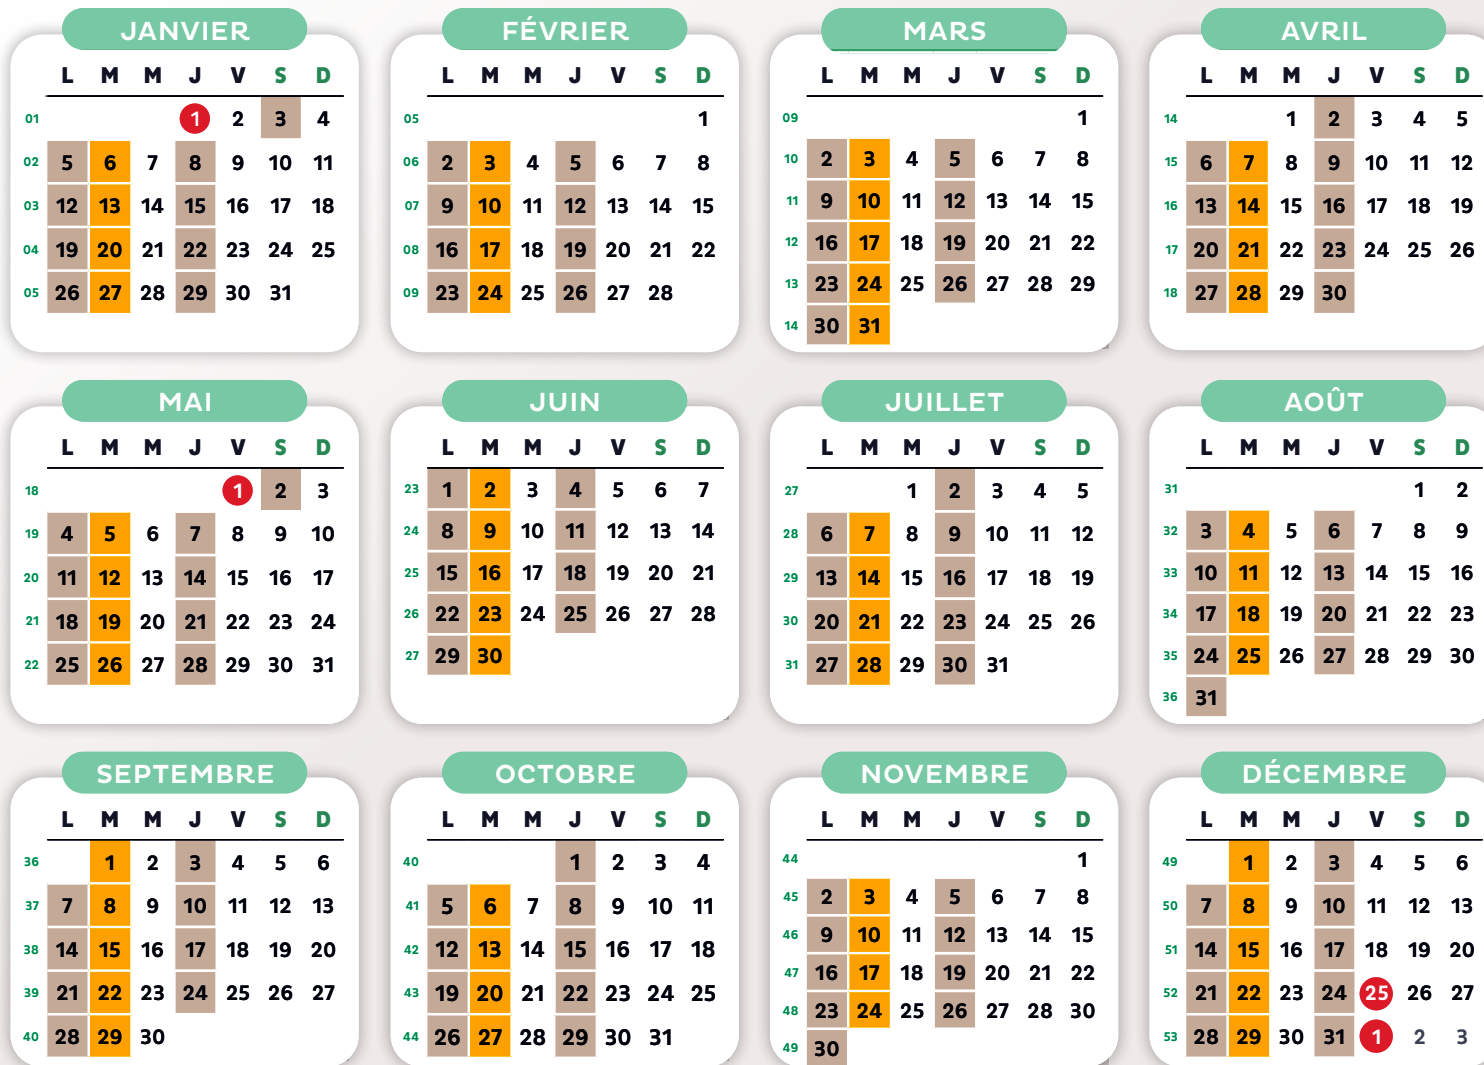 JANVIER
L M M J V S D
01 1 2 3 4
02 5 6 7 8 9 10 11
03 12 13 14 15 16 17 18
04 19 20 21 22 23 24 25
05 26 27 28 29 30 31
FÉVRIER
L M M J V S D
05 1
06 2 3 4 5 6 7 8
07 9 10 11 12 13 14 15
08 16 17 18 19 20 21 22
09 23 24 25 26 27 28
MARS
L M M J V S D
09 1
10 2 3 4 5 6 7 8
11 9 10 11 12 13 14 15
12 16 17 18 19 20 21 22
13 23 24 25 26 27 28 29
14 30 31
AVRIL
L M M J V S D
14 1 2 3 4 5
15 6 7 8 9 10 11 12
16 13 14 15 16 17 18 19
17 20 21 22 23 24 25 26
18 27 28 29 30
MAI
L M M J V S D
18 1 2 3
19 4 5 6 7 8 9 10
20 11 12 13 14 15 16 17
21 18 19 20 21 22 23 24
22 25 26 27 28 29 30 31
JUIN
L M M J V S D
23 1 2 3 4 5 6 7
24 8 9 10 11 12 13 14
25 15 16 17 18 19 20 21
26 22 23 24 25 26 27 28
27 29 30
JUILLET
L M M J V S D
27 1 2 3 4 5
28 6 7 8 9 10 11 12
29 13 14 15 16 17 18 19
30 20 21 22 23 24 25 26
31 27 28 29 30 31
AOÛT
L M M J V S D
31 1 2
32 3 4 5 6 7 8 9
33 10 11 12 13 14 15 16
34 17 18 19 20 21 22 23
35 24 25 26 27 28 29 30
36 31
SEPTEMBRE
L M M J V S D
36 1 2 3 4 5 6
37 7 8 9 10 11 12 13
38 14 15 16 17 18 19 20
39 21 22 23 24 25 26 27
40 28 29 30
OCTOBRE
L M M J V S D
40 1 2 3 4
41 5 6 7 8 9 10 11
42 12 13 14 15 16 17 18
43 19 20 21 22 23 24 25
44 26 27 28 29 30 31
NOVEMBRE
L M M J V S D
44 1
45 2 3 4 5 6 7 8
46 9 10 11 12 13 14 15
47 16 17 18 19 20 21 22
48 23 24 25 26 27 28 30
49 30
DÉCEMBRE
L M M J V S D
49 1 2 3 4 5 6
50 7 8 9 10 11 12 13
51 14 15 16 17 18 19 20
52 21 22 23 24 25 26 27
53 28 29 30 31 1 2 3